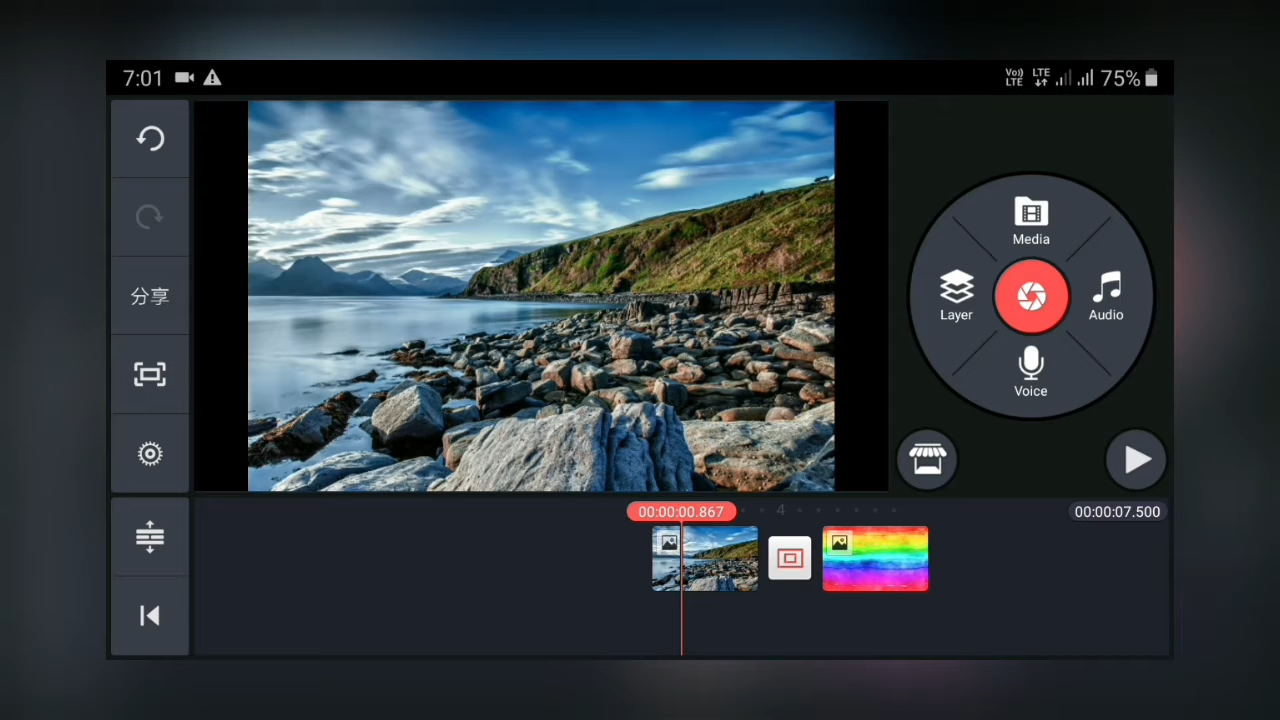 7:01
Vo)) LTE LTE 75%
分享
Media
Layer
Audio
Voice
00:00:00.867
4
00:00:07.500